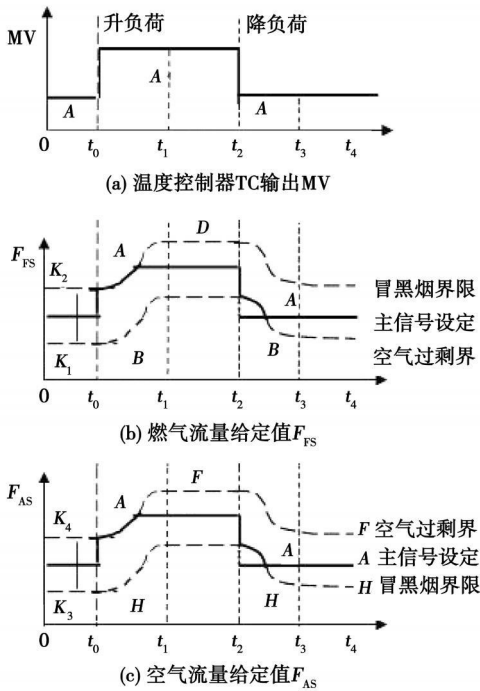 MV
升负荷
降负荷
A
A
A
0
t₀
t₁
t₂
t₃
t₄
(a) 温度控制器TC输出MV
F_FS
K₂
A
D
冒黑烟界限
A
主信号设定
K₁
B
B
空气过剩界
0
t₀
t₁
t₂
t₃
t₄
(b) 燃气流量给定值F_FS
F_AS
K₄
A
F
F 空气过剩界
A
A 主信号设定
K₃
H
H
H 冒黑烟界限
0
t₀
t₁
t₂
t₃
t₄
(c) 空气流量给定值F_AS